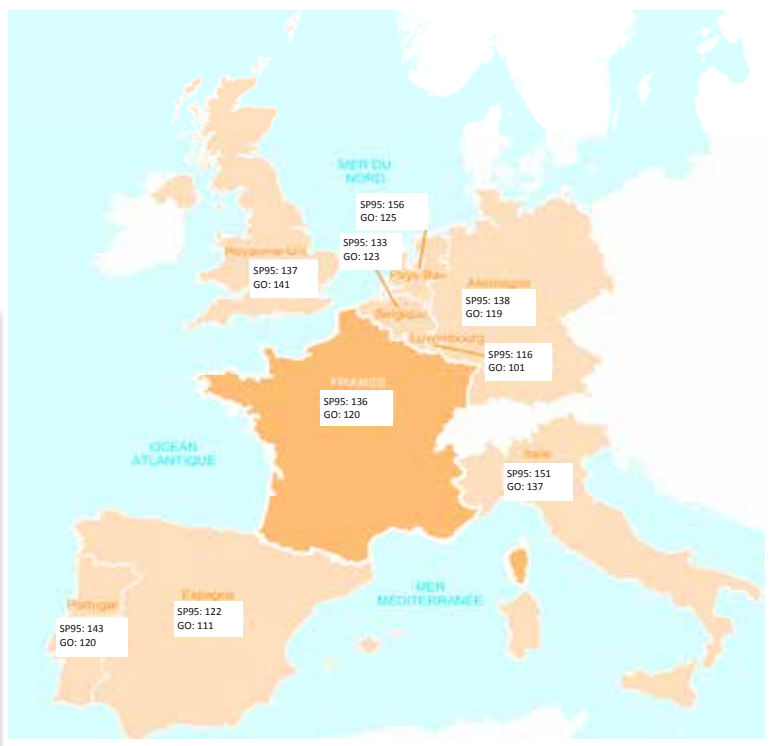 MER DU
NORD
SP95: 156
GO: 125
SP95: 133
GO: 123
Royaume-Uni
SP95: 137
GO: 141
Pays-Bas
Allemagne
SP95: 138
GO: 119
Belgique
Luxembourg
SP95: 116
GO: 101
FRANCE
SP95: 136
GO: 120
OCÉAN
ATLANTIQUE
Italie
SP95: 151
GO: 137
MER
MÉDITERRANÉE
Espagne
SP95: 122
GO: 111
Portugal
SP95: 143
GO: 120